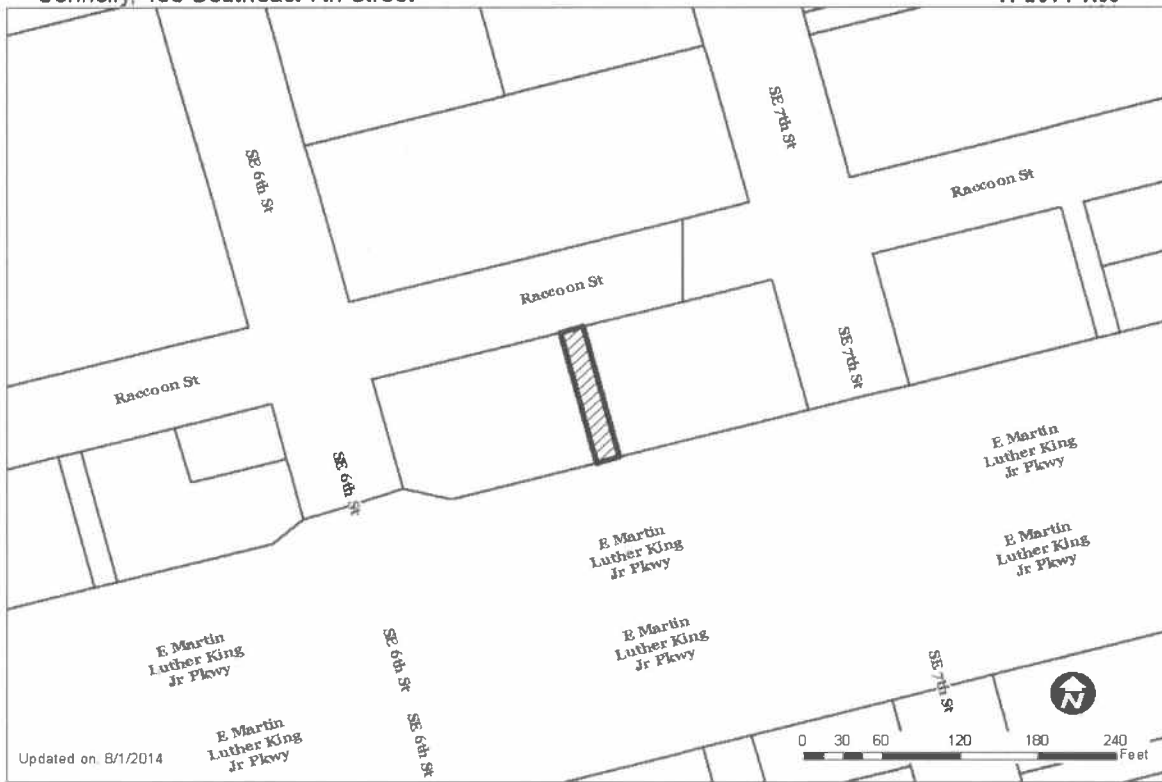 SE 7th St
SE 6th St
Raccoon St
Raccoon St
SE 7th St
Raccoon St
E Martin
Luther King
Jr Pkwy
SE 6th St
E Martin
Luther King
Jr Pkwy
E Martin
Luther King
Jr Pkwy
E Martin
Luther King
Jr Pkwy
E Martin
Luther King
Jr Pkwy
SE 6th St
SE 7th St
N
SE 6th St
E Martin
Luther King
Jr Pkwy
Updated on 8/1/2014
0 30 60 120 180 240
Feet